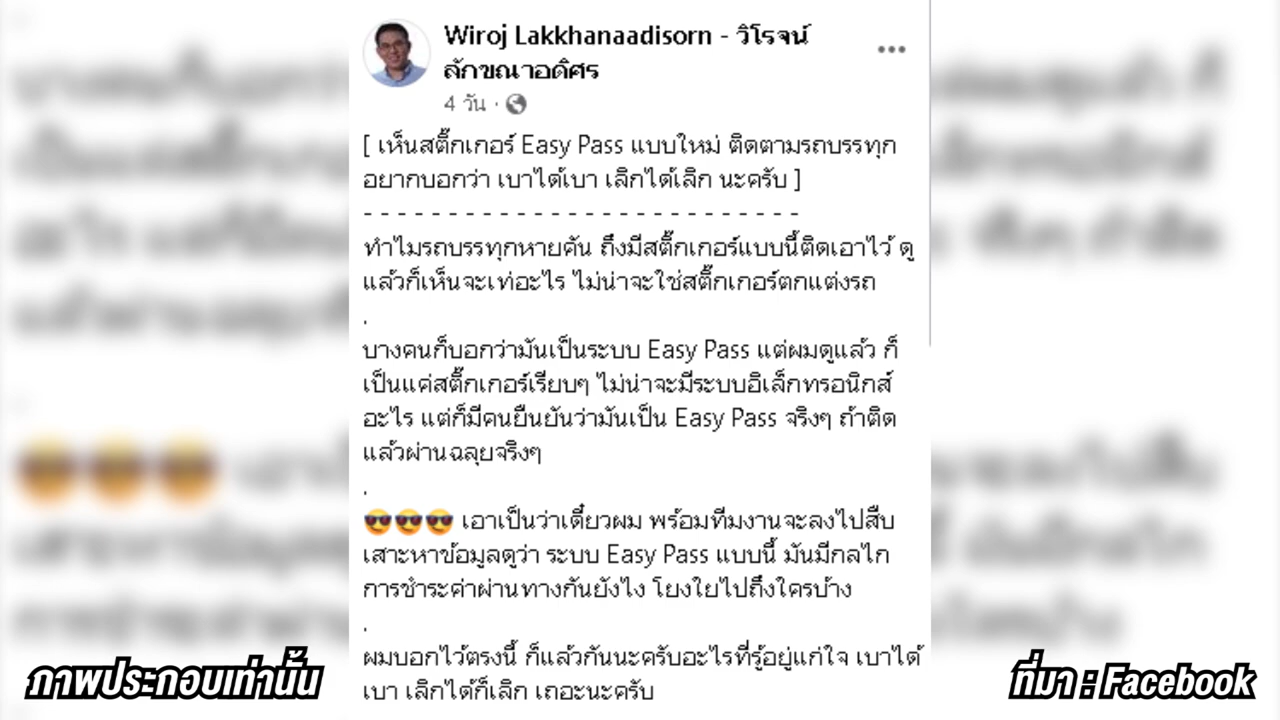 Wiroj Lakkhanaadisorn - วิโรจน์
ลักขณาอดิศร
4 วัน ·
[ เห็นสติ๊กเกอร์ Easy Pass แบบใหม่ ติดตามรถบรรทุก
อยากบอกว่า เบาได้เบา เลิกได้เลิก นะครับ ]
- - - - - - - - - - - - - - - - - - - - - - - - - -
ทำไมรถบรรทุกหายคัน ถึงมีสติ๊กเกอร์แบบนี้ติดเอาไว้ ดู
แล้วก็เห็นจะเท่อะไร ไม่น่าจะใช่สติ๊กเกอร์ตกแต่งรถ
.
บางคนก็บอกว่ามันเป็นระบบ Easy Pass แต่ผมดูแล้ว ก็
เป็นแค่สติ๊กเกอร์เรียบๆ ไม่น่าจะมีระบบอิเล็กทรอนิกส์
อะไร แต่ก็มีคนยืนยันว่ามันเป็น Easy Pass จริงๆ ถ้าติด
แล้วผ่านฉลุยจริงๆ
.
😎😎😎 เอาเป็นว่าเดี๋ยวผม พร้อมทีมงานจะลงไปสืบ
เสาะหาข้อมูลดูว่า ระบบ Easy Pass แบบนี้ มันมีกลไก
การชำระค่าผ่านทางกันยังไง โยงใยไปถึงใครบ้าง
.
ผมบอกไว้ตรงนี้ ก็แล้วกันนะครับอะไรที่รู้อยู่แก่ใจ เบาได้
เบา เลิกได้ก็เลิก เถอะนะครับ
ภาพประกอบเท่านั้น
ที่มา : Facebook